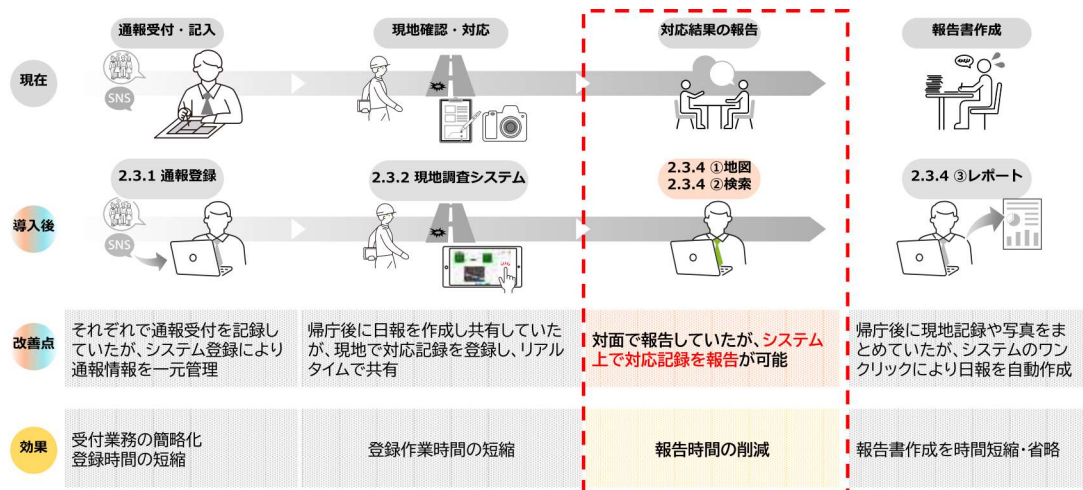 通報受付・記入
現地確認・対応
対応結果の報告
報告書作成
現在
SNS
2.3.1 通報登録
2.3.2 現地調査システム
2.3.4 ①地図
2.3.4 ②検索
2.3.4 ③レポート
導入後
SNS
改善点
それぞれで通報受付を記録し
ていたが、システム登録により
通報情報を一元管理
帰庁後に日報を作成し共有していた
が、現地で対応記録を登録し、リアル
タイムで共有
対面で報告していたが、システム
上で対応記録を報告が可能
帰庁後に現地記録や写真をま
とめていたが、システムのワン
クリックにより日報を自動作成
効果
受付業務の簡略化
登録時間の短縮
登録作業時間の短縮
報告時間の削減
報告書作成を時間短縮・省略